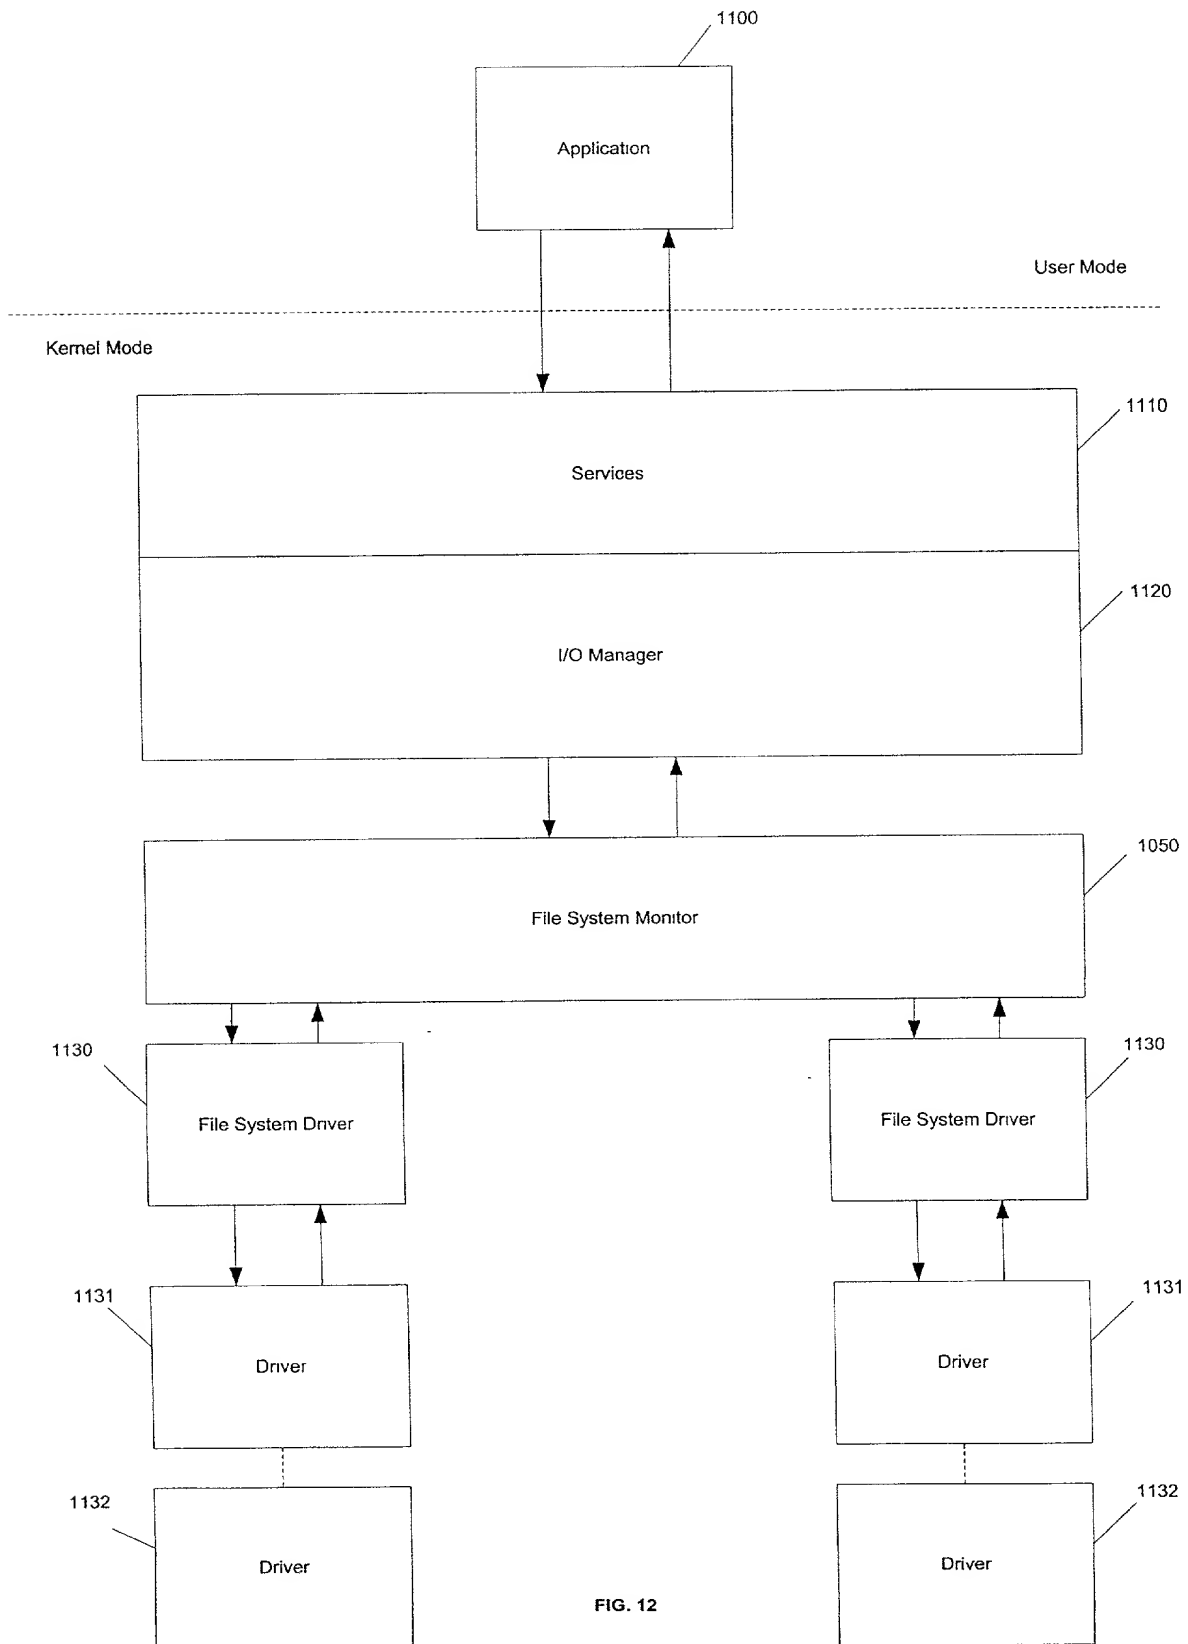 1100
Application
User Mode
Kernel Mode
1110
Services
1120
I/O Manager
1050
File System Monitor
1130
1130
File System Driver
File System Driver
1131
1131
Driver
Driver
1132
1132
Driver
Driver
FIG. 12